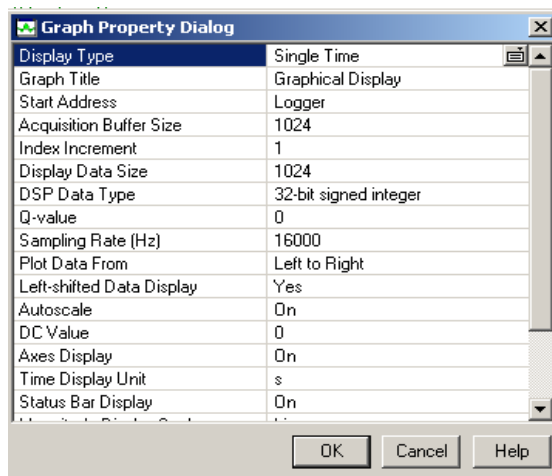 Graph Property Dialog
Display Type Single Time
Graph Title Graphical Display
Start Address Logger
Acquisition Buffer Size 1024
Index Increment 1
Display Data Size 1024
DSP Data Type 32-bit signed integer
Q-value 0
Sampling Rate (Hz) 16000
Plot Data From Left to Right
Left-shifted Data Display Yes
Autoscale On
DC Value 0
Axes Display On
Time Display Unit s
Status Bar Display On
OK Cancel Help